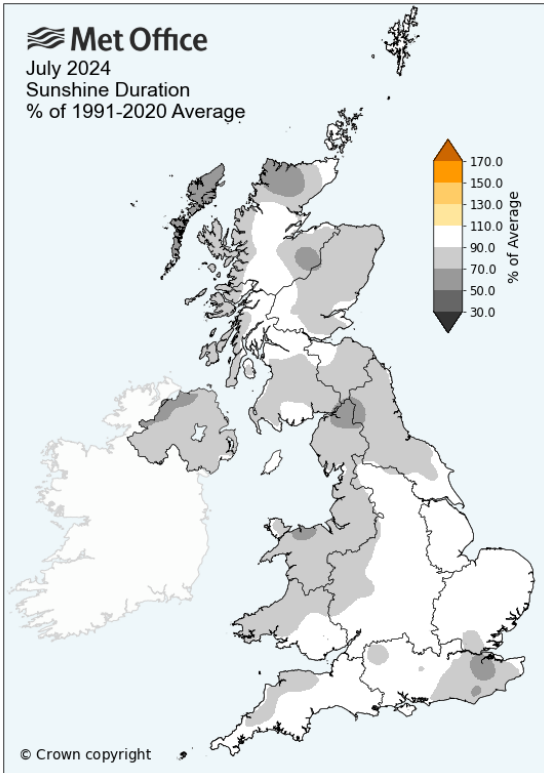 Met Office
July 2024
Sunshine Duration
% of 1991-2020 Average
170.0
150.0
130.0
110.0
90.0
70.0
50.0
30.0
% of Average
© Crown copyright